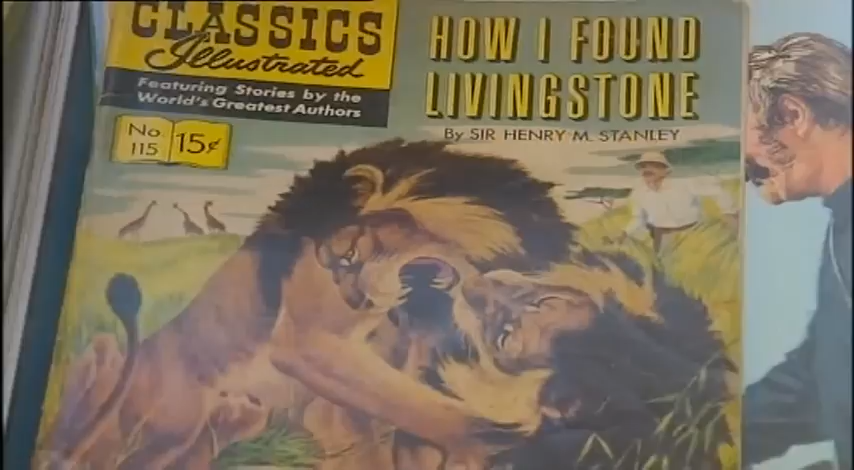 CLASSICS
Illustrated
Featuring Stories by the
World's Greatest Authors
No.
115
15¢
HOW I FOUND
LIVINGSTONE
By SIR HENRY M. STANLEY